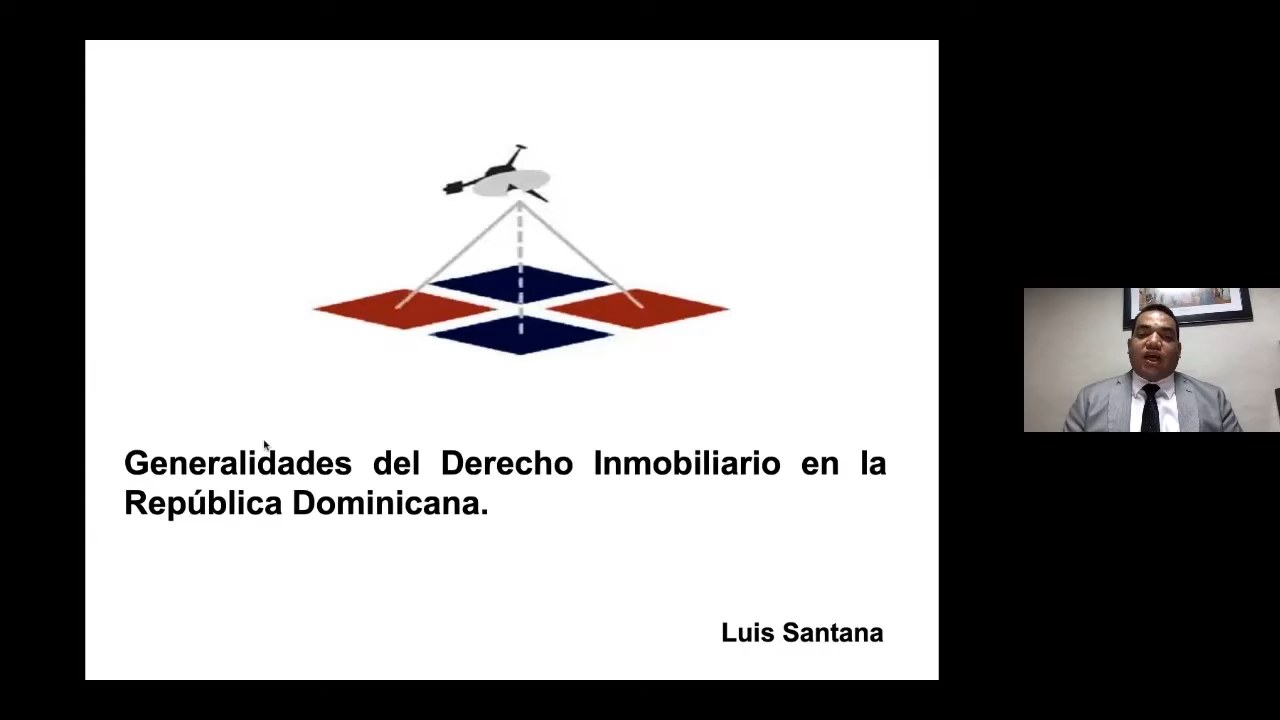 Generalidades del Derecho Inmobiliario en la
República Dominicana.
Luis Santana